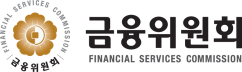 FINANCIAL SERVICES COMMISSION
금융위원회
금융위원회
FINANCIAL SERVICES COMMISSION